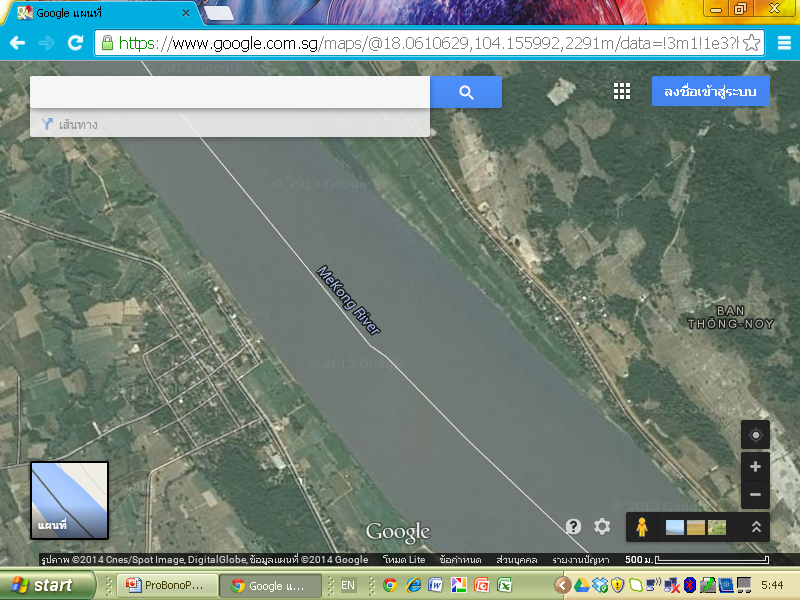 Google แผนที่
https://www.google.com.sg/maps/@18.0610629,104.155992,2291m/data=!3m1!1e3?h
ลงชื่อเข้าสู่ระบบ
เส้นทาง
© 2013 Google
MeKong River
BAN
THÔNG-NOY
© 2013 Google
แผนที่
Google
รูปภาพ ©2014 Cnes/Spot Image, DigitalGlobe, ข้อมูลแผนที่ ©2014 Google โหมด Lite ข้อกำหนด ส่วนบุคคล รายงานปัญหา 500 ม.
start ProBonoP... Google แ... EN 5:44